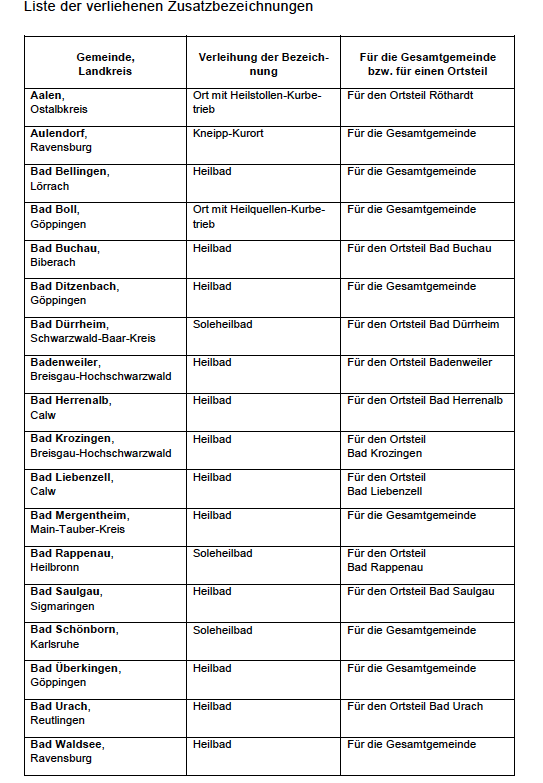 Liste der verliehenen Zusatzbezeichnungen
Gemeinde,
Landkreis
Verleihung der Bezeich-
nung
Für die Gesamtgemeinde
bzw. für einen Ortsteil
Aalen,
Ostalbkreis
Ort mit Heilstollen-Kurbe-
trieb
Für den Ortsteil Röthardt
Aulendorf,
Ravensburg
Kneipp-Kurort
Für die Gesamtgemeinde
Bad Bellingen,
Lörrach
Heilbad
Für die Gesamtgemeinde
Bad Boll,
Göppingen
Ort mit Heilquellen-Kurbe-
trieb
Für die Gesamtgemeinde
Bad Buchau,
Biberach
Heilbad
Für den Ortsteil Bad Buchau
Bad Ditzenbach,
Göppingen
Heilbad
Für die Gesamtgemeinde
Bad Dürrheim,
Schwarzwald-Baar-Kreis
Soleheilbad
Für den Ortsteil Bad Dürrheim
Badenweiler,
Breisgau-Hochschwarzwald
Heilbad
Für den Ortsteil Badenweiler
Bad Herrenalb,
Calw
Heilbad
Für den Ortsteil Bad Herrenalb
Bad Krozingen,
Breisgau-Hochschwarzwald
Heilbad
Für den Ortsteil
Bad Krozingen
Bad Liebenzell,
Calw
Heilbad
Für den Ortsteil
Bad Liebenzell
Bad Mergentheim,
Main-Tauber-Kreis
Heilbad
Für die Gesamtgemeinde
Bad Rappenau,
Heilbronn
Soleheilbad
Für den Ortsteil
Bad Rappenau
Bad Saulgau,
Sigmaringen
Heilbad
Für den Ortsteil Bad Saulgau
Bad Schönborn,
Karlsruhe
Soleheilbad
Für die Gesamtgemeinde
Bad Überkingen,
Göppingen
Heilbad
Für die Gesamtgemeinde
Bad Urach,
Reutlingen
Heilbad
Für den Ortsteil Bad Urach
Bad Waldsee,
Ravensburg
Heilbad
Für die Gesamtgemeinde